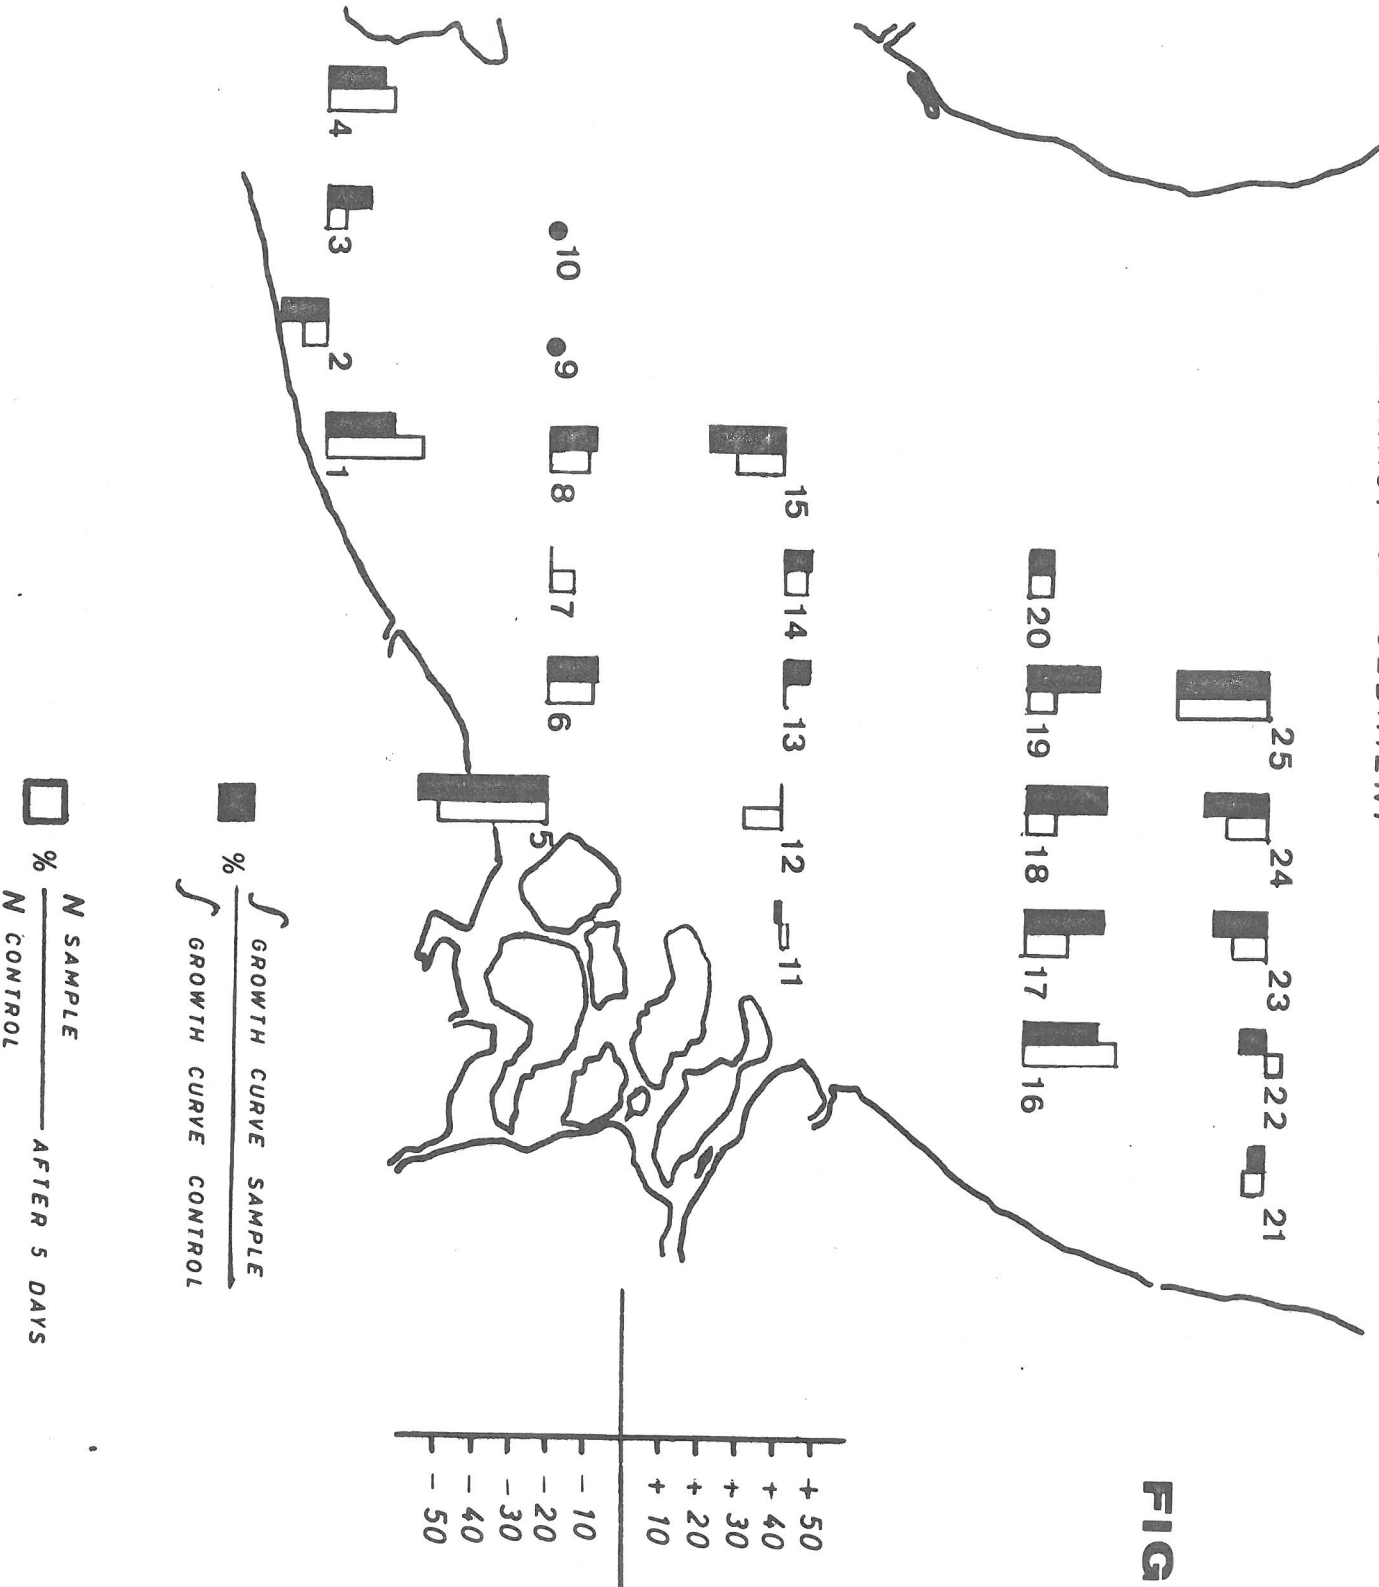 FIG
25 24 23 22 21
20 19 18 17 16
15 14 13 12 11
10 9 8 7 6 5
4 3 2 1
+ 50
+ 40
+ 30
+ 20
+ 10
- 10
- 20
- 30
- 40
- 50
∫ GROWTH CURVE SAMPLE
%
∫ GROWTH CURVE CONTROL
N SAMPLE
% AFTER 5 DAYS
N CONTROL